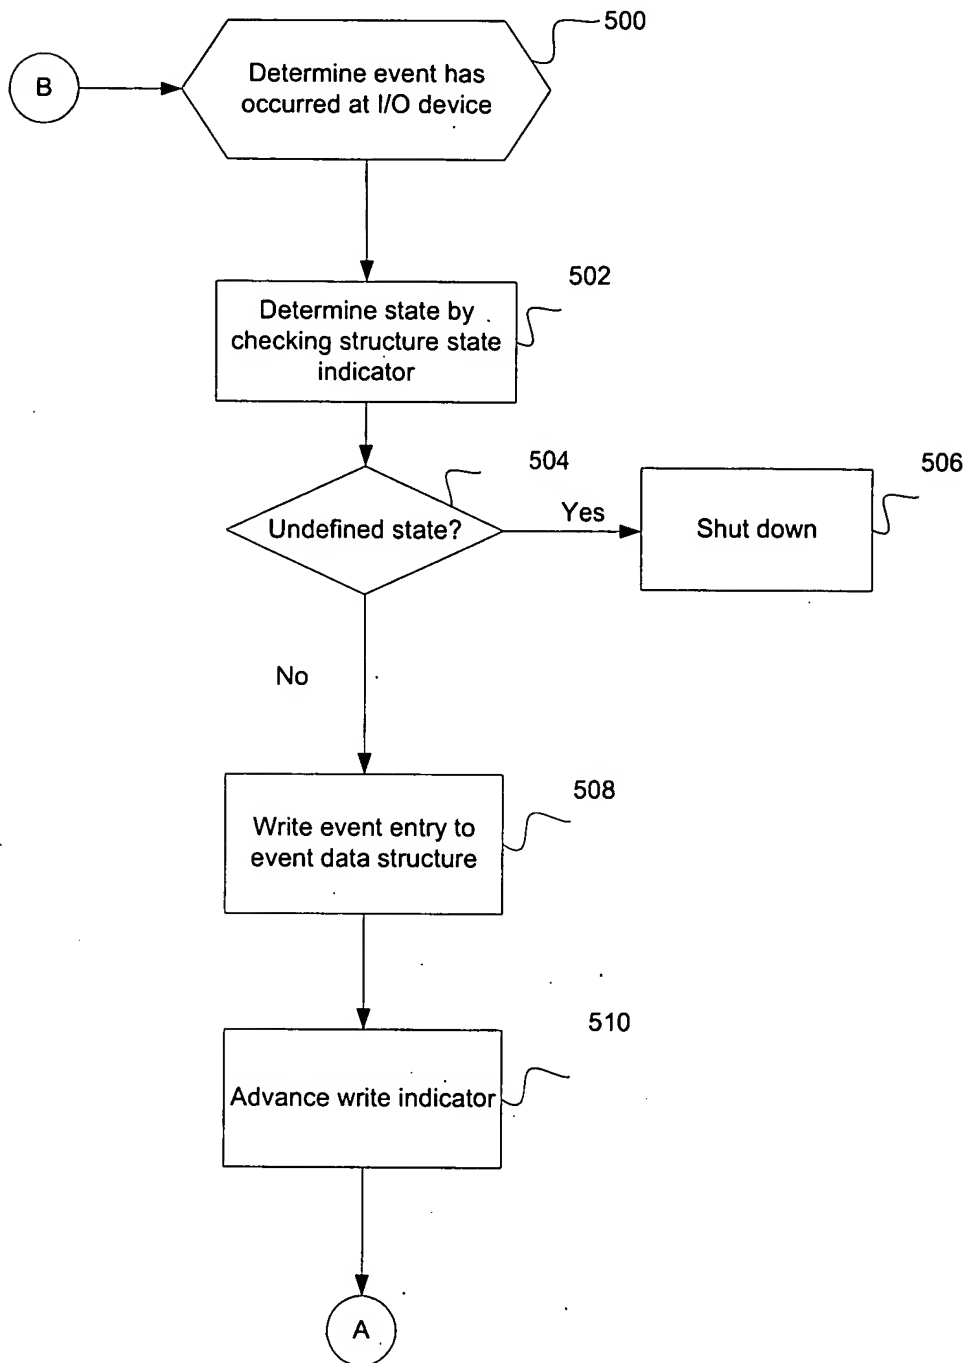 500
B
Determine event has
occurred at I/O device
502
Determine state by
checking structure state
indicator
504
506
Undefined state?
Yes
Shut down
No
508
Write event entry to
event data structure
510
Advance write indicator
A